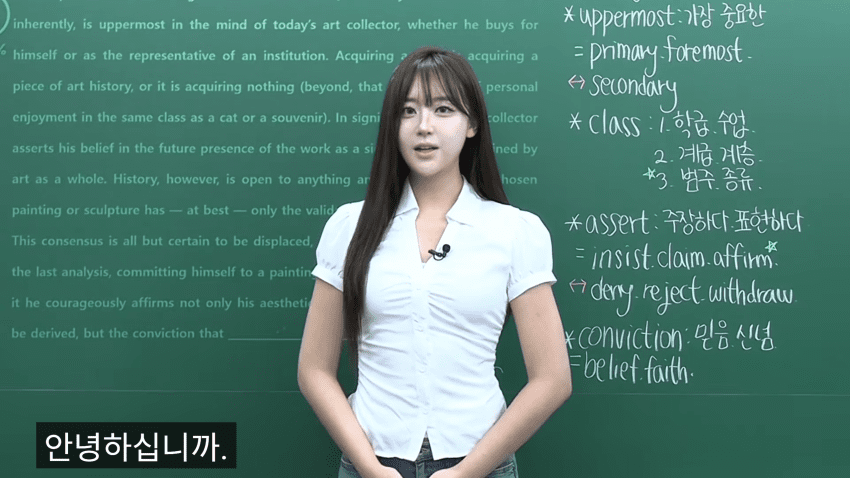 inherently, is uppermost in the mind of today's art collector, whether he buys for
himself or as the representative of an institution. Acquiring a acquiring a
piece of art history, or it is acquiring nothing (beyond, that personal
enjoyment in the same class as a cat or a souvenir). In signi collector
asserts his belief in the future presence of the work as a si ned by
art as a whole. History, however, is open to anything an hosen
painting or sculpture has — at best — only the valid
This consensus is all but certain to be displaced,
the last analysis, committing himself to a paintin
it he courageously affirms not only his aesthetic
be derived, but the conviction that
* uppermost : 가장 중요한
= primary. foremost.
↔ secondary
* class : 1. 학급. 수업
2. 계급. 계층.
☆3. 범주. 종류.
* assert : 주장하다. 표현하다
= insist. claim. affirm.☆
↔ deny. reject. withdraw
* conviction : 믿음. 신념
= belief. faith.
안녕하십니까.